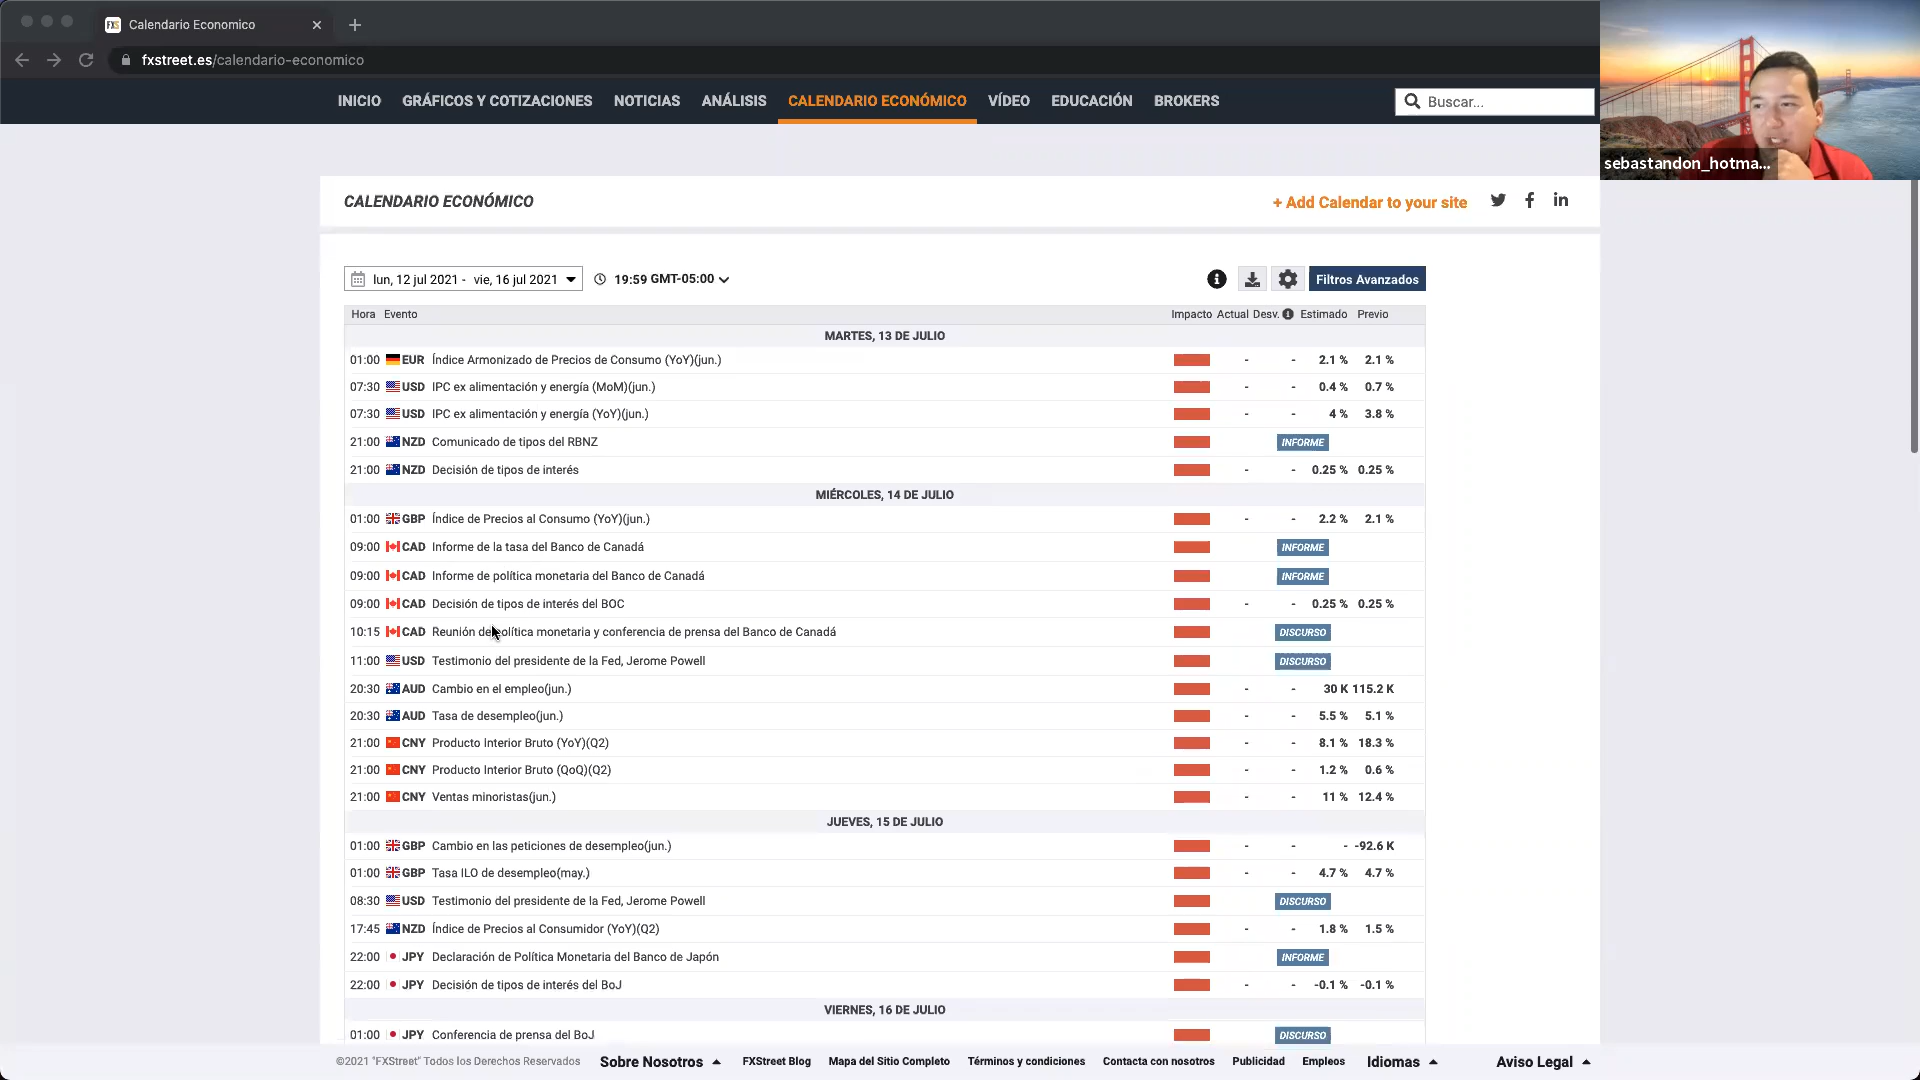 Calendario Economico
fxstreet.es/calendario-economico
INICIO GRÁFICOS Y COTIZACIONES NOTICIAS ANÁLISIS CALENDARIO ECONÓMICO VÍDEO EDUCACIÓN BROKERS Buscar...
sebastandon_hotma...
CALENDARIO ECONÓMICO + Add Calendar to your site
lun, 12 jul 2021 - vie, 16 jul 2021 19:59 GMT-05:00 Filtros Avanzados
Hora Evento Impacto Actual Desv. Estimado Previo
MARTES, 13 DE JULIO
01:00 EUR Índice Armonizado de Precios de Consumo (YoY)(jun.) - - 2.1 % 2.1 %
07:30 USD IPC ex alimentación y energía (MoM)(jun.) - - 0.4 % 0.7 %
07:30 USD IPC ex alimentación y energía (YoY)(jun.) - - 4 % 3.8 %
21:00 NZD Comunicado de tipos del RBNZ INFORME
21:00 NZD Decisión de tipos de interés - - 0.25 % 0.25 %
MIÉRCOLES, 14 DE JULIO
01:00 GBP Índice de Precios al Consumo (YoY)(jun.) - - 2.2 % 2.1 %
09:00 CAD Informe de la tasa del Banco de Canadá INFORME
09:00 CAD Informe de política monetaria del Banco de Canadá INFORME
09:00 CAD Decisión de tipos de interés del BOC - - 0.25 % 0.25 %
10:15 CAD Reunión de política monetaria y conferencia de prensa del Banco de Canadá DISCURSO
11:00 USD Testimonio del presidente de la Fed, Jerome Powell DISCURSO
20:30 AUD Cambio en el empleo(jun.) - - 30 K 115.2 K
20:30 AUD Tasa de desempleo(jun.) - - 5.5 % 5.1 %
21:00 CNY Producto Interior Bruto (YoY)(Q2) - - 8.1 % 18.3 %
21:00 CNY Producto Interior Bruto (QoQ)(Q2) - - 1.2 % 0.6 %
21:00 CNY Ventas minoristas(jun.) - - 11 % 12.4 %
JUEVES, 15 DE JULIO
01:00 GBP Cambio en las peticiones de desempleo(jun.) - - - -92.6 K
01:00 GBP Tasa ILO de desempleo(may.) - - 4.7 % 4.7 %
08:30 USD Testimonio del presidente de la Fed, Jerome Powell DISCURSO
17:45 NZD Índice de Precios al Consumidor (YoY)(Q2) - - 1.8 % 1.5 %
22:00 JPY Declaración de Política Monetaria del Banco de Japón INFORME
22:00 JPY Decisión de tipos de interés del BoJ - - -0.1 % -0.1 %
VIERNES, 16 DE JULIO
01:00 JPY Conferencia de prensa del BoJ DISCURSO
©2021 "FXStreet" Todos los Derechos Reservados Sobre Nosotros FXStreet Blog Mapa del Sitio Completo Términos y condiciones Contacta con nosotros Publicidad Empleos Idiomas Aviso Legal